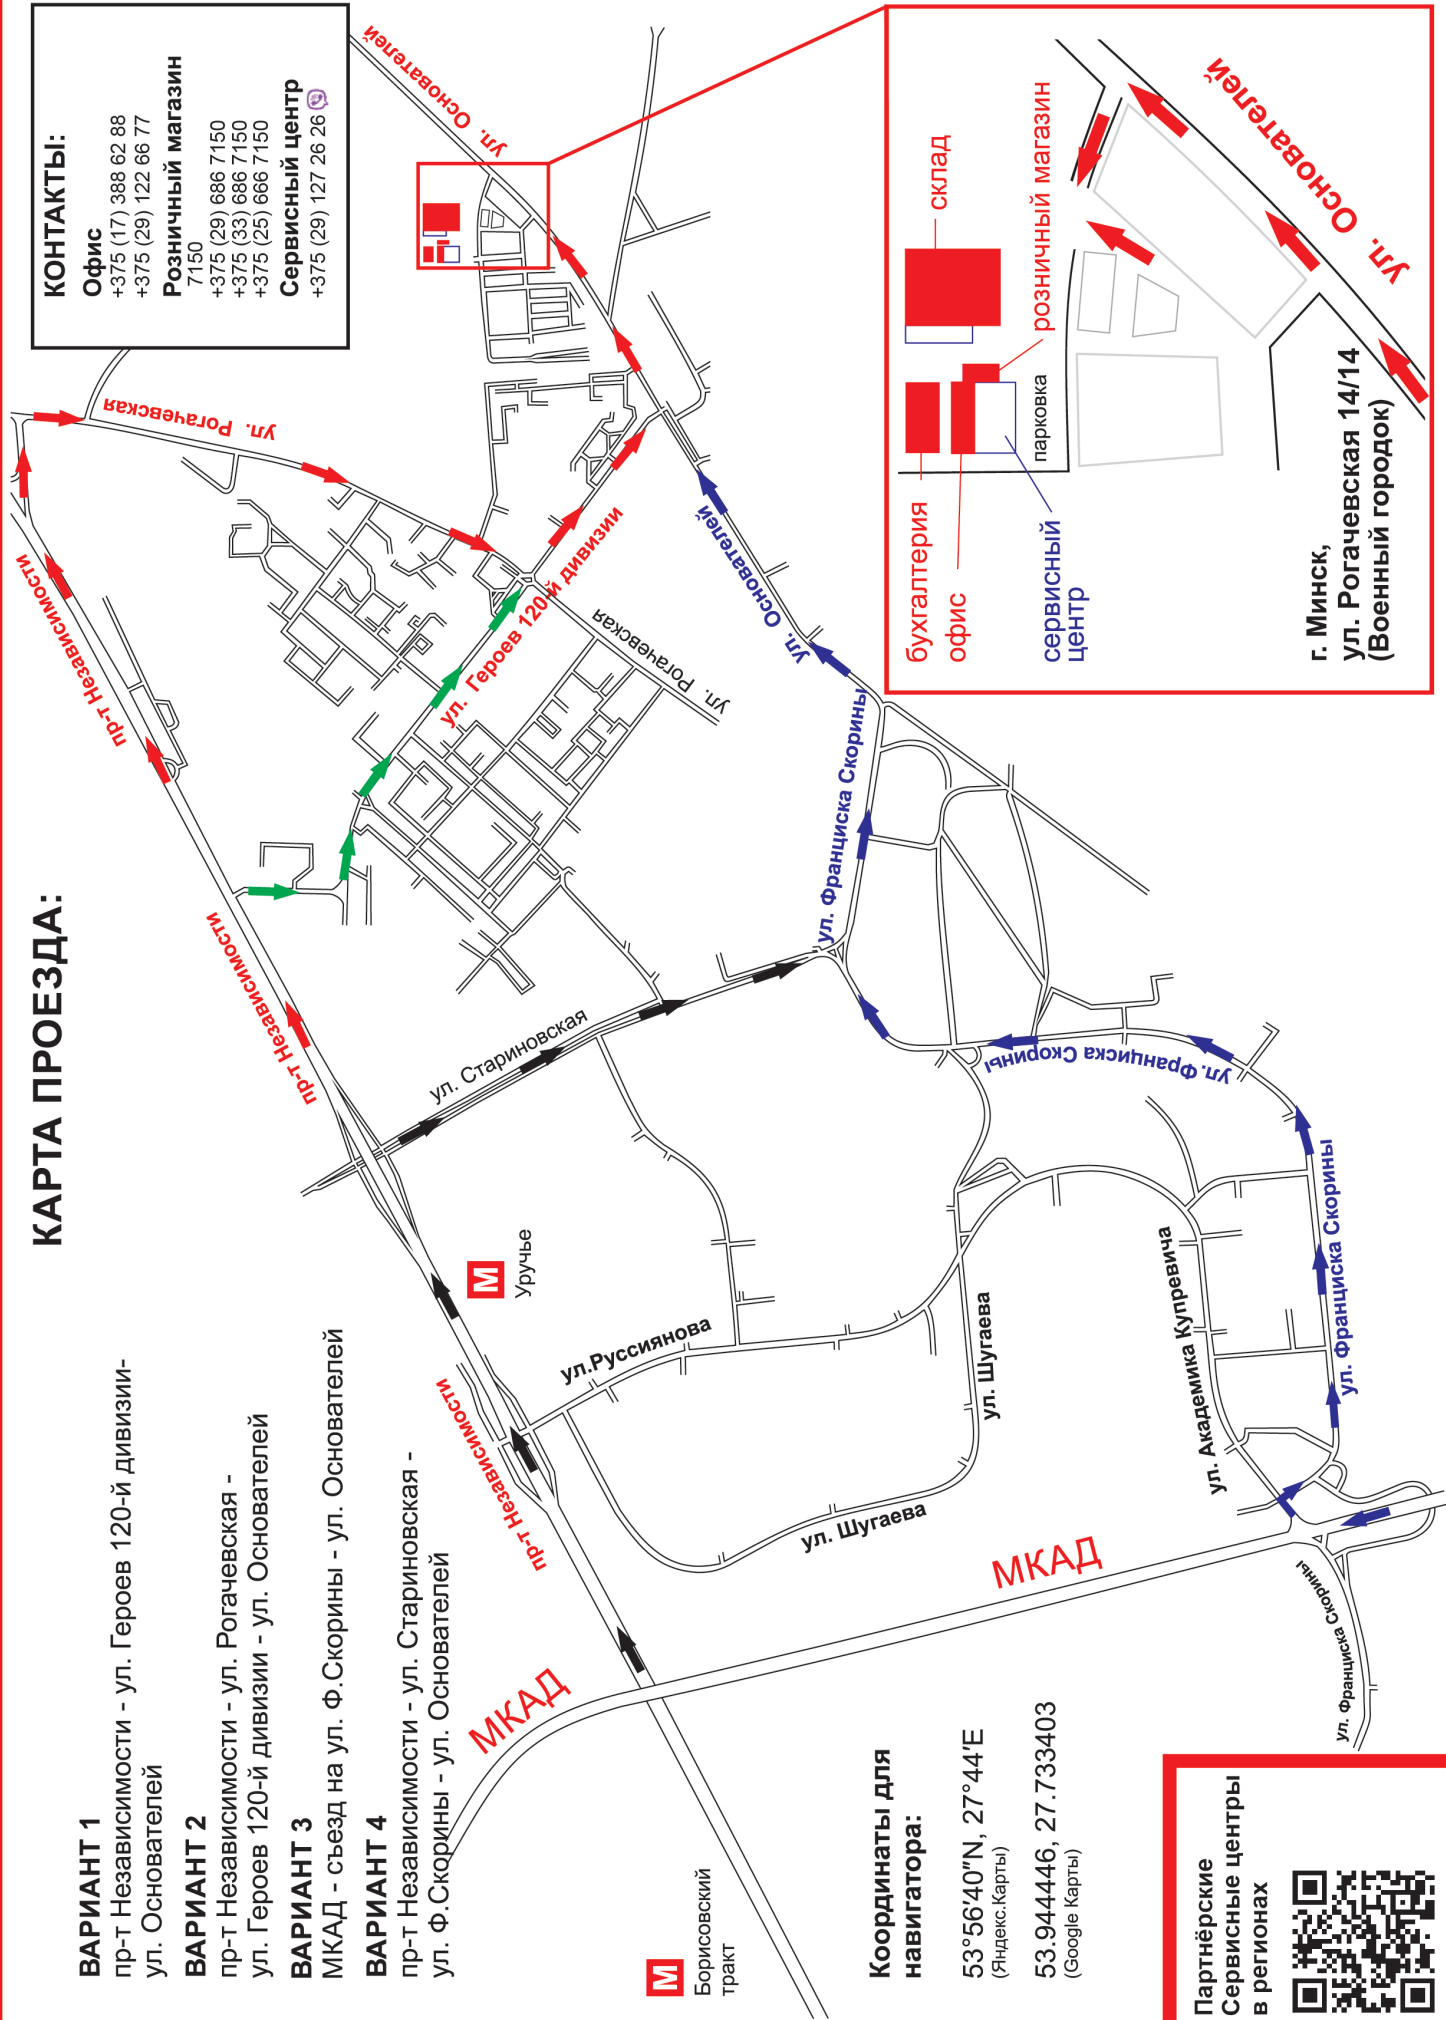 КАРТА ПРОЕЗДА:
ВАРИАНТ 1
пр-т Независимости - ул. Героев 120-й дивизии-
ул. Основателей
ВАРИАНТ 2
пр-т Независимости - ул. Рогачевская -
ул. Героев 120-й дивизии - ул. Основателей
ВАРИАНТ 3
МКАД - съезд на ул. Ф.Скорины - ул. Основателей
ВАРИАНТ 4
пр-т Независимости - ул. Стариновская -
ул. Ф.Скорины - ул. Основателей
КОНТАКТЫ:
Офис
+375 (17) 388 62 88
+375 (29) 122 66 77
Розничный магазин
7150
+375 (29) 686 7150
+375 (33) 686 7150
+375 (25) 666 7150
Сервисный центр
+375 (29) 127 26 26
пр-т Независимости
пр-т Независимости
пр-т Независимости
ул. Рогачевская
ул. Основателей
ул. Героев 120-й дивизии
ул. Рогачевская
ул. Стариновская
М
Уручье
ул.Руссиянова
ул. Основателей
ул. Франциска Скорины
ул. Франциска Скорины
ул. Франциска Скорины
ул. Шугаева
ул. Шугаева
ул. Академика Купревича
МКАД
МКАД
ул. Франциска Скорины
М
Борисовский
тракт
Координаты для
навигатора:
53°56'40"N, 27°44'E
(Яндекс.Карты)
53.944446, 27.733403
(Google Карты)
Партнёрские
Сервисные центры
в регионах
бухгалтерия
офис
склад
розничный магазин
парковка
сервисный
центр
ул. Основателей
г. Минск,
ул. Рогачевская 14/14
(Военный городок)